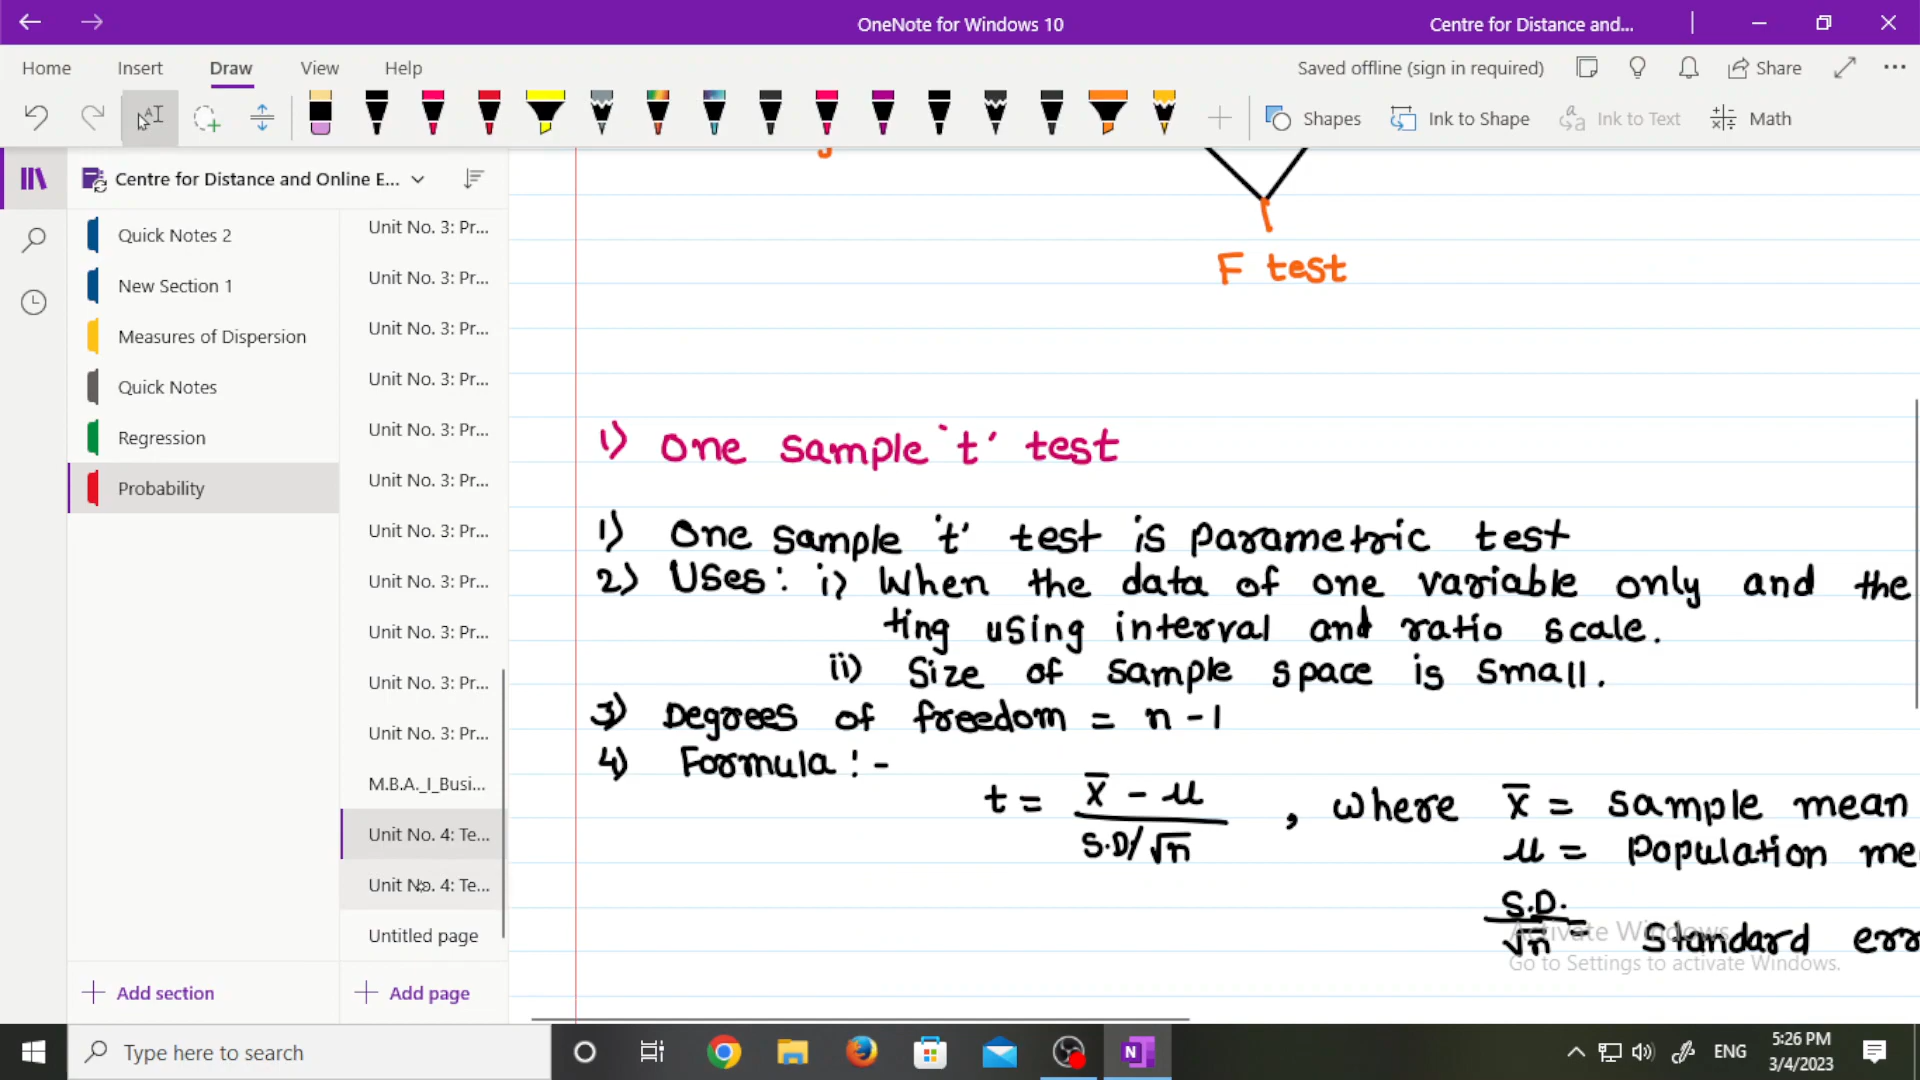 OneNote for Windows 10
Centre for Distance and...
Home Insert Draw View Help
Saved offline (sign in required)
Share
Shapes
Ink to Shape
Ink to Text
Math
Centre for Distance and Online E...
Quick Notes 2
New Section 1
Measures of Dispersion
Quick Notes
Regression
Probability
Add section
Unit No. 3: Pr...
Unit No. 3: Pr...
Unit No. 3: Pr...
Unit No. 3: Pr...
Unit No. 3: Pr...
Unit No. 3: Pr...
Unit No. 3: Pr...
Unit No. 3: Pr...
Unit No. 3: Pr...
Unit No. 3: Pr...
Unit No. 3: Pr...
M.B.A._I_Busi...
Unit No. 4: Te...
Unit No. 4: Te...
Untitled page
Add page
F test
1) One sample 't' test
1) One sample 't' test is parametric test
2) Uses : i) When the data of one variable only and the
ting using interval and ratio scale.
ii) Size of sample space is small.
3) Degrees of freedom = n - 1
4) Formula : -
t = x̄ - μ / S.D/√n , where x̄ = sample mean
μ = Population me
S.D. / √n = Standard err
Activate Windows
Go to Settings to activate Windows.
Type here to search
ENG
5:26 PM
3/4/2023